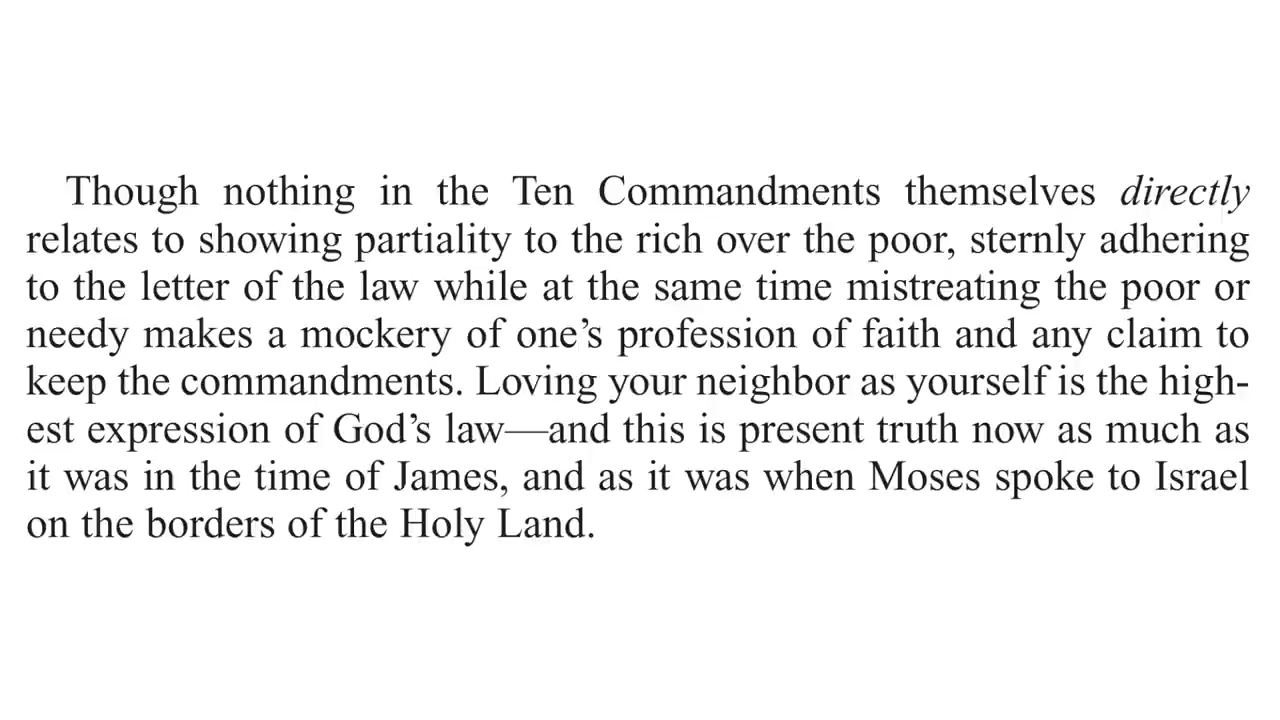 Though nothing in the Ten Commandments themselves directly
relates to showing partiality to the rich over the poor, sternly adhering
to the letter of the law while at the same time mistreating the poor or
needy makes a mockery of one’s profession of faith and any claim to
keep the commandments. Loving your neighbor as yourself is the high-
est expression of God’s law—and this is present truth now as much as
it was in the time of James, and as it was when Moses spoke to Israel
on the borders of the Holy Land.